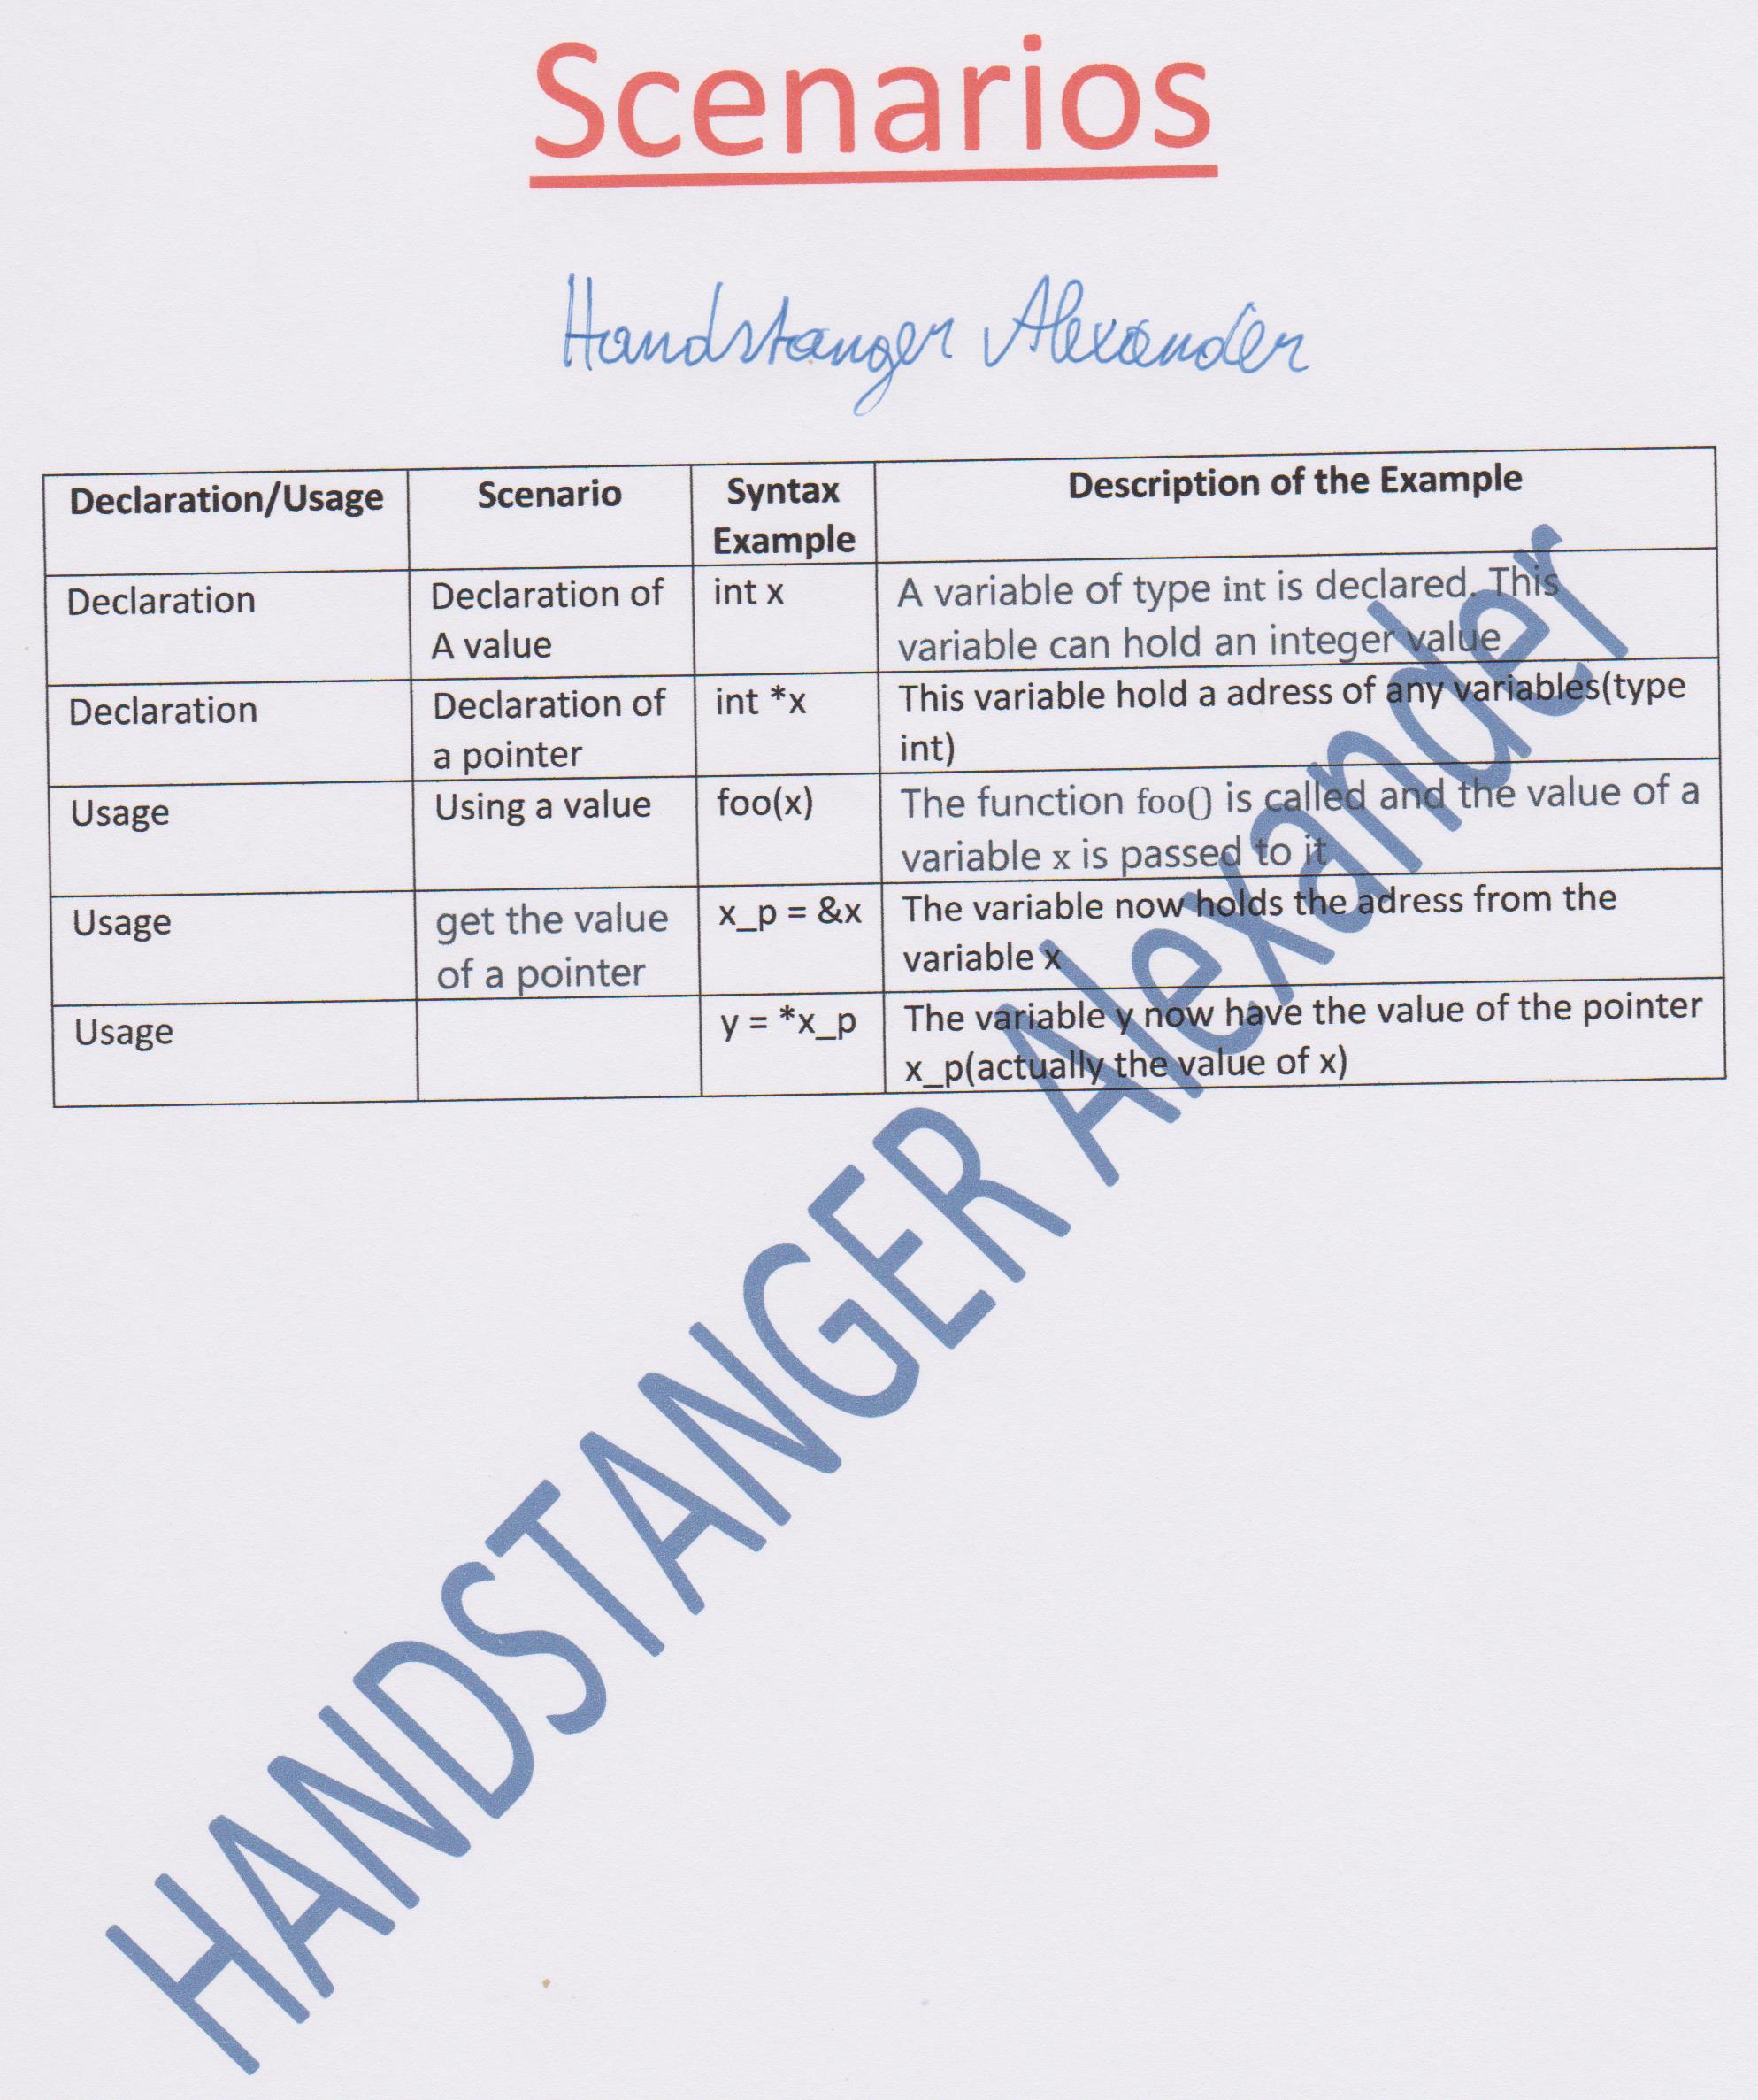 Scenarios
Handstanger Alexander
Declaration/Usage Scenario Syntax Example Description of the Example
Declaration Declaration of A value int x A variable of type int is declared. This variable can hold an integer value
Declaration Declaration of a pointer int *x This variable hold a adress of any variables(type int)
Usage Using a value foo(x) The function foo() is called and the value of a variable x is passed to it
Usage get the value of a pointer x_p = &x The variable now holds the adress from the variable x
Usage y = *x_p The variable y now have the value of the pointer x_p(actually the value of x)
HANDSTANGER Alexander